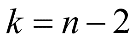 k = n − 2